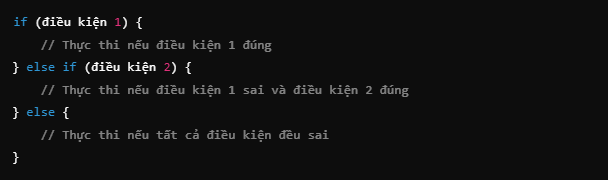 if (điều kiện 1) {
// Thực thi nếu điều kiện 1 đúng
} else if (điều kiện 2) {
// Thực thi nếu điều kiện 1 sai và điều kiện 2 đúng
} else {
// Thực thi nếu tất cả điều kiện đều sai
}